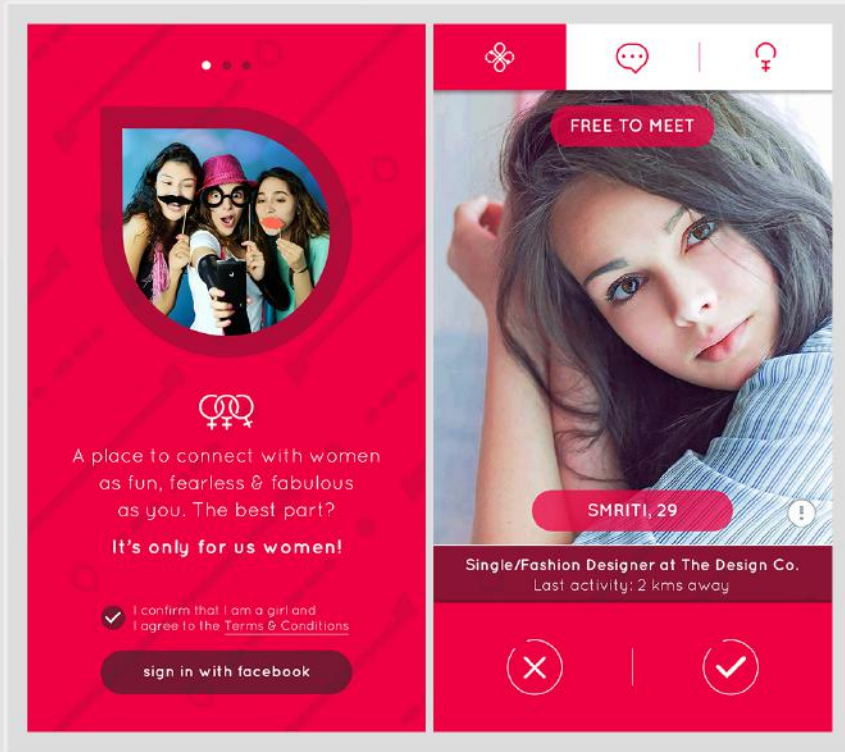 A place to connect with women
as fun, fearless & fabulous
as you. The best part?
It's only for us women!
I confirm that I am a girl and
I agree to the Terms & Conditions
sign in with facebook
FREE TO MEET
SMRITI, 29
Single/Fashion Designer at The Design Co.
Last activity: 2 kms away